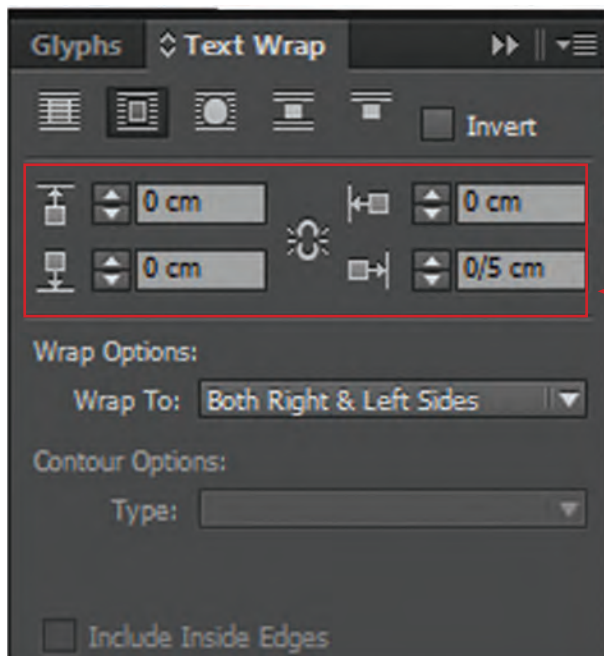 Glyphs Text Wrap
Invert
0 cm 0 cm
0 cm 0/5 cm
Wrap Options:
Wrap To: Both Right & Left Sides
Contour Options:
Type:
Include Inside Edges